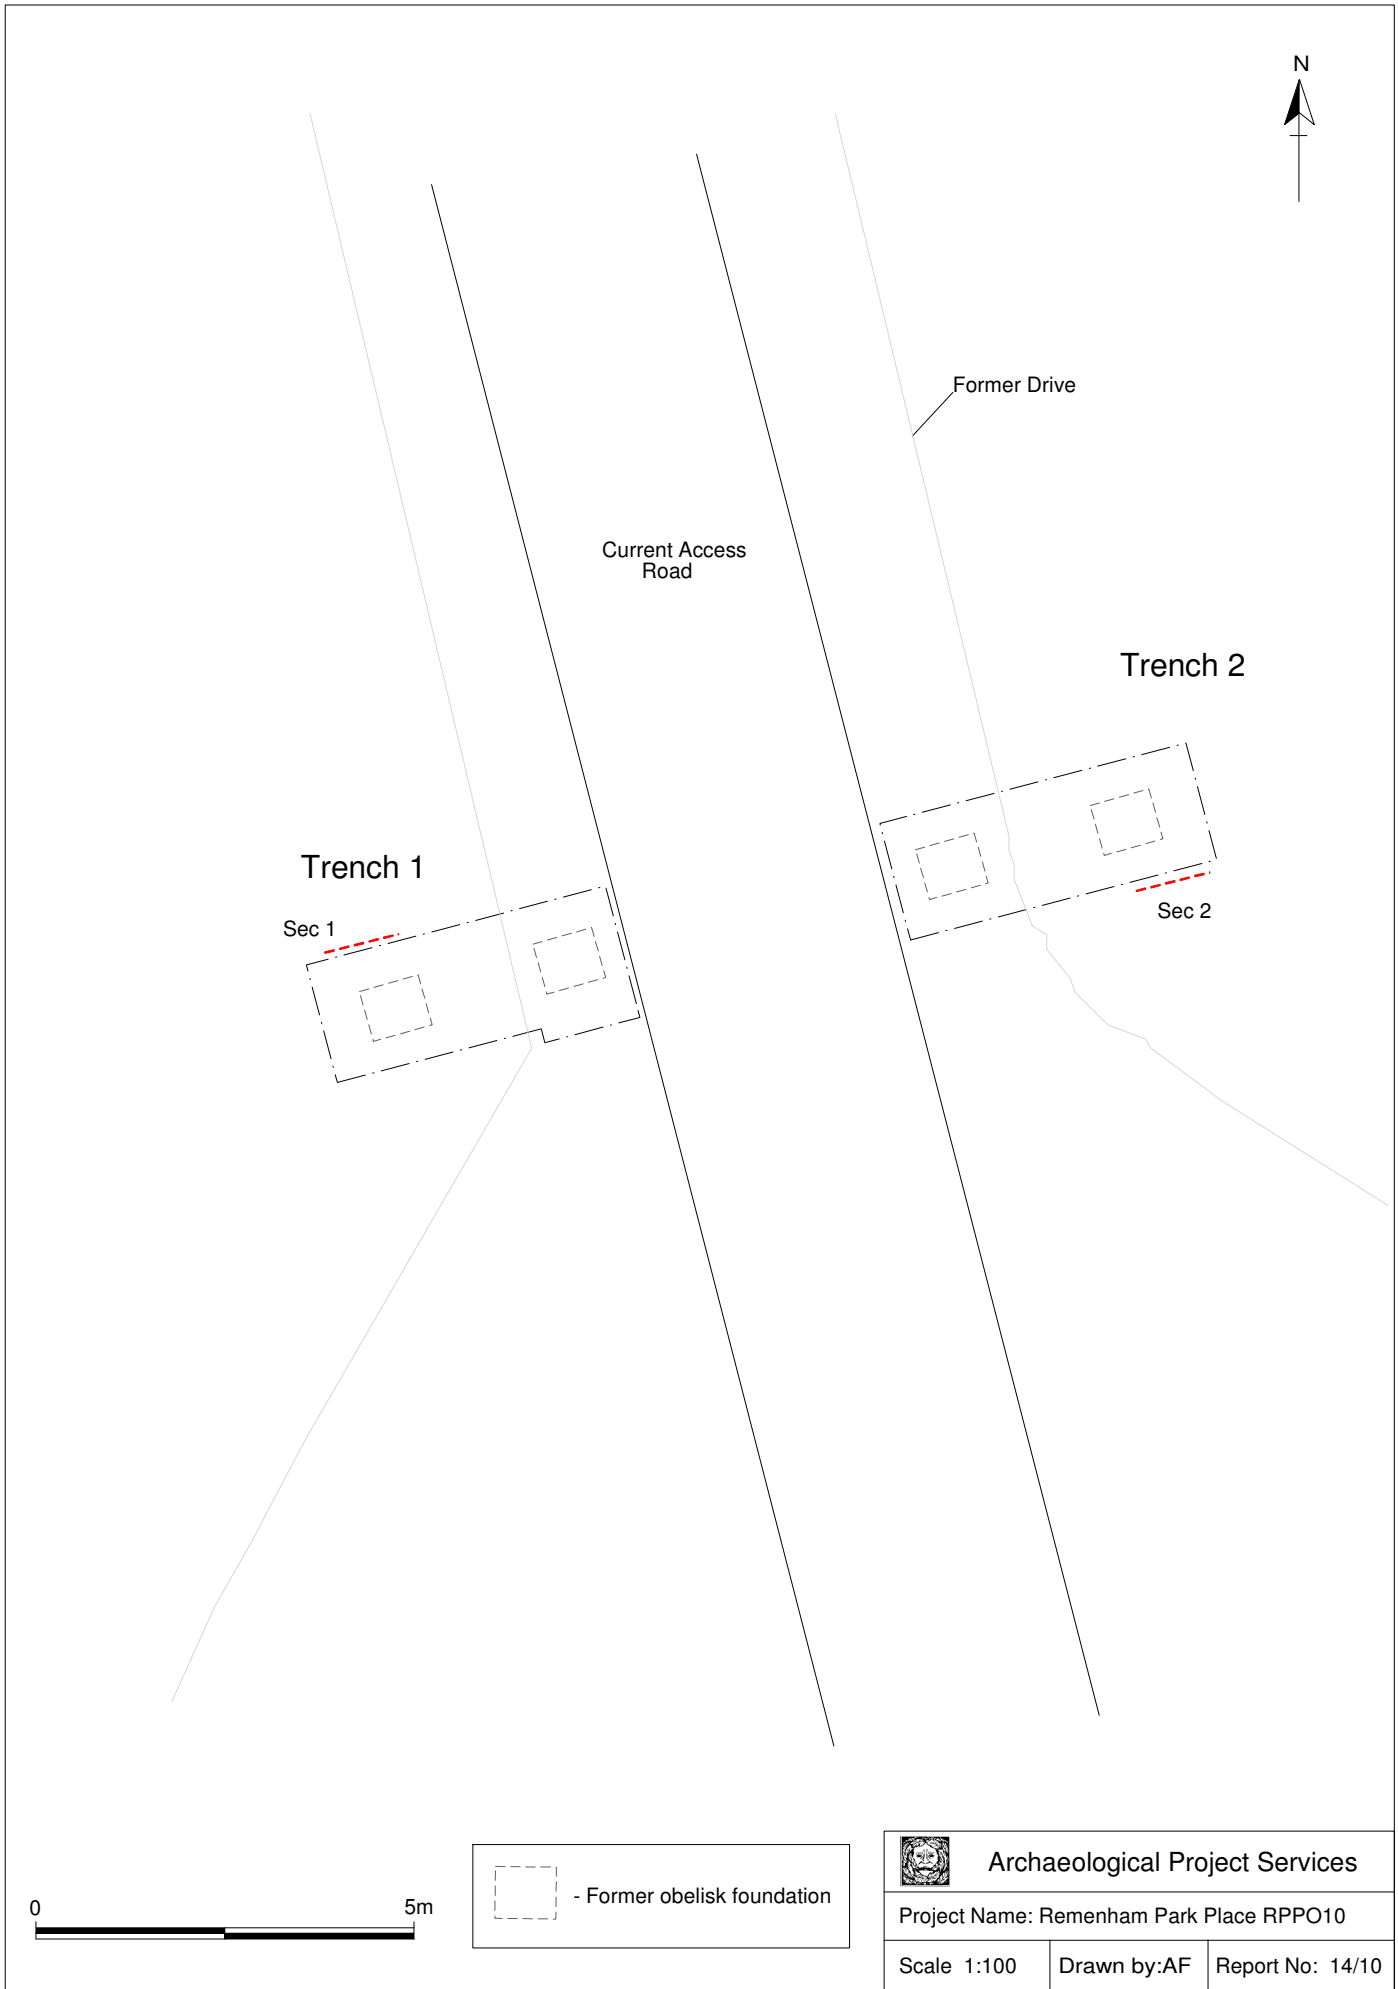 N
Former Drive
Current Access
Road
Trench 2
Trench 1
Sec 1
Sec 2
0
5m
- Former obelisk foundation
Archaeological Project Services
Project Name: Remenham Park Place RPPO10
Scale 1:100
Drawn by:AF
Report No: 14/10